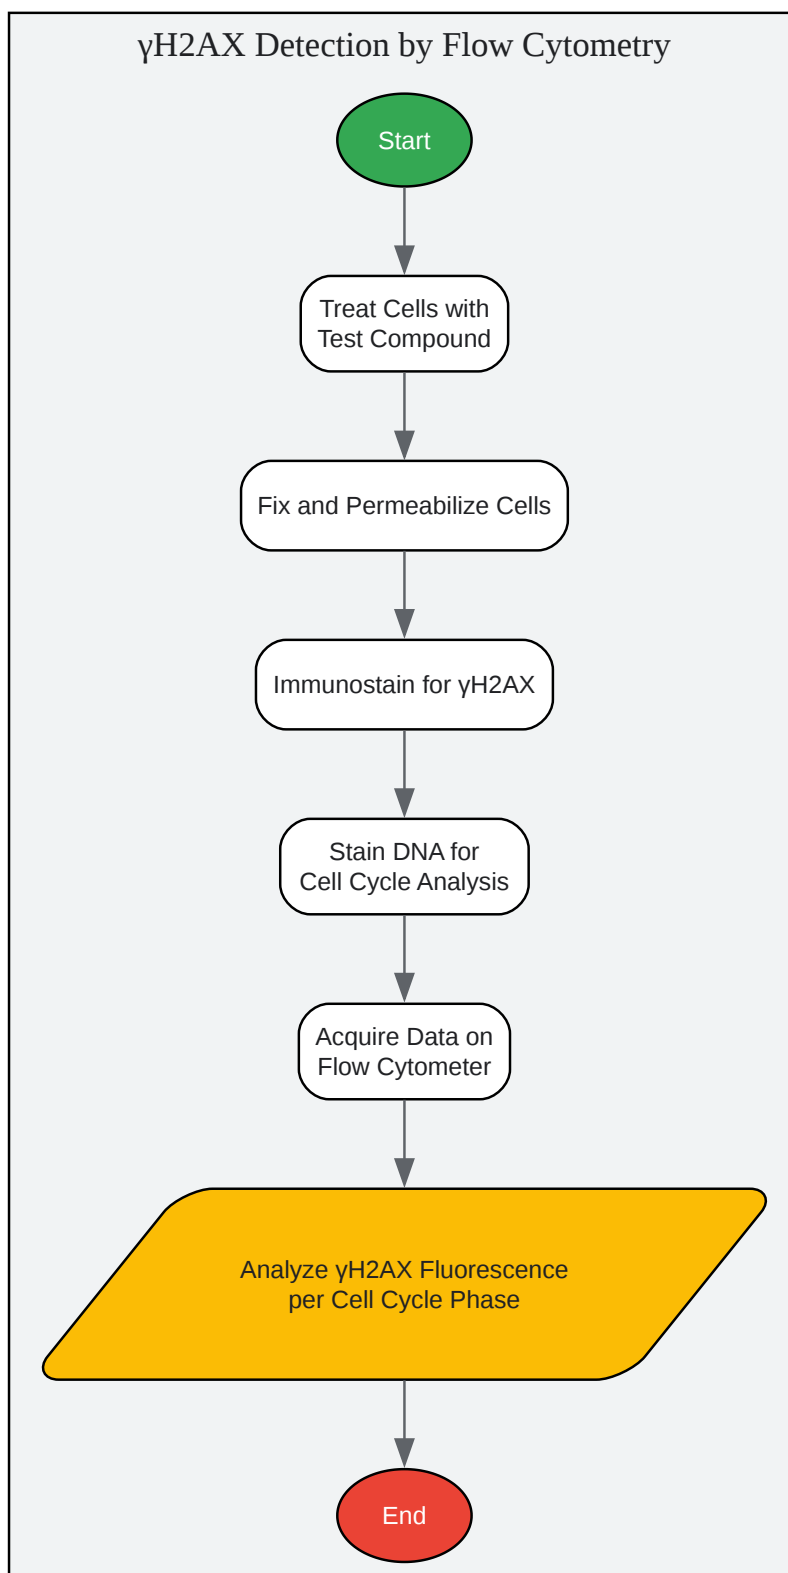 γH2AX Detection by Flow Cytometry
Start
Treat Cells with
Test Compound
Fix and Permeabilize Cells
Immunostain for γH2AX
Stain DNA for
Cell Cycle Analysis
Acquire Data on
Flow Cytometer
Analyze γH2AX Fluorescence
per Cell Cycle Phase
End